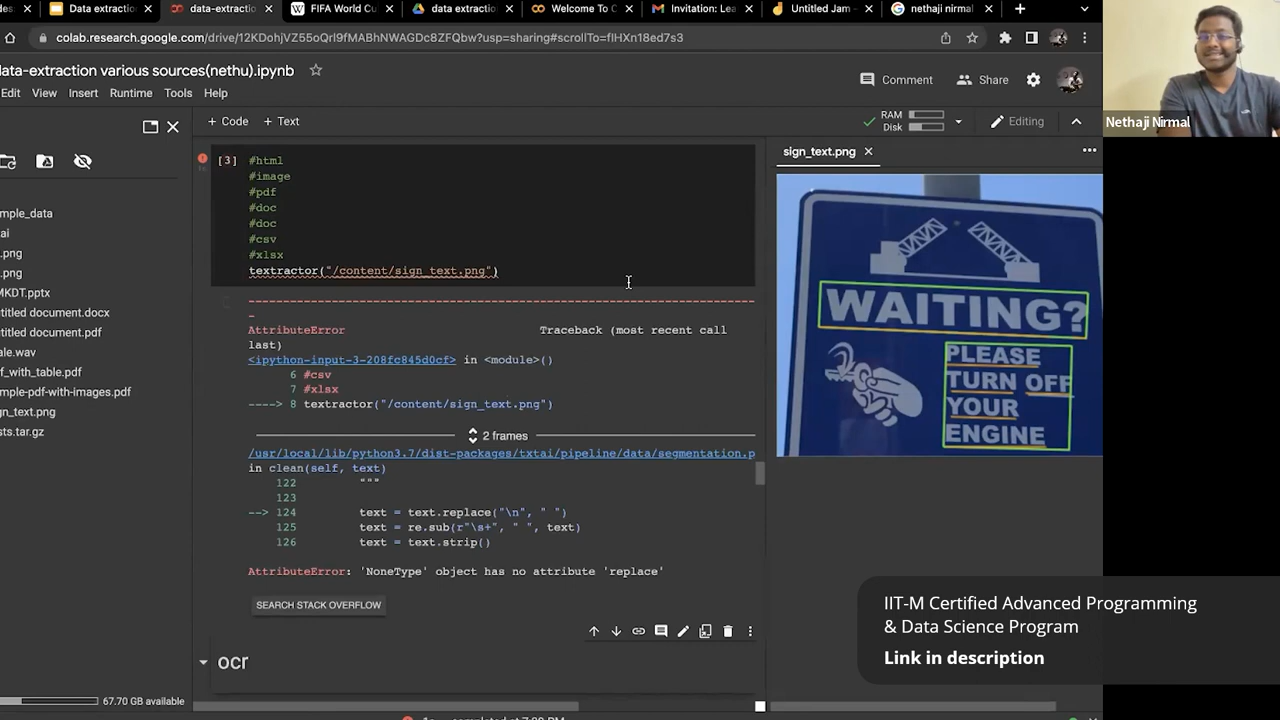 Data extraction
data-extraction
FIFA World Cu
data extractio
Welcome To C
Invitation: Lea
Untitled Jam –
nethaji nirmal
colab.research.google.com/drive/12KDohjVZ55oQrl9fMABhNWAGDc8ZFQbw?usp=sharing#scrollTo=flHXn18ed7s3
data-extraction various sources(nethu).ipynb
Edit View Insert Runtime Tools Help
Comment
Share
+ Code + Text
RAM
Disk
Editing
mple_data
ai
.png
.png
MKDT.pptx
titled document.docx
titled document.pdf
ale.wav
f_with_table.pdf
mple-pdf-with-images.pdf
gn_text.png
sts.tar.gz
67.70 GB available
[3] #html
#image
#pdf
#doc
#doc
#csv
#xlsx
textractor("/content/sign_text.png")
AttributeError Traceback (most recent call
last)
<ipython-input-3-208fc845d0cf> in <module>()
6 #csv
7 #xlsx
----> 8 textractor("/content/sign_text.png")
2 frames
/usr/local/lib/python3.7/dist-packages/txtai/pipeline/data/segmentation.p
in clean(self, text)
122 """
123
--> 124 text = text.replace("\n", " ")
125 text = re.sub(r"\s+", " ", text)
126 text = text.strip()
AttributeError: 'NoneType' object has no attribute 'replace'
SEARCH STACK OVERFLOW
ocr
sign_text.png
WAITING?
PLEASE
TURN OFF
YOUR
ENGINE
Nethaji Nirmal
IIT-M Certified Advanced Programming
& Data Science Program
Link in description